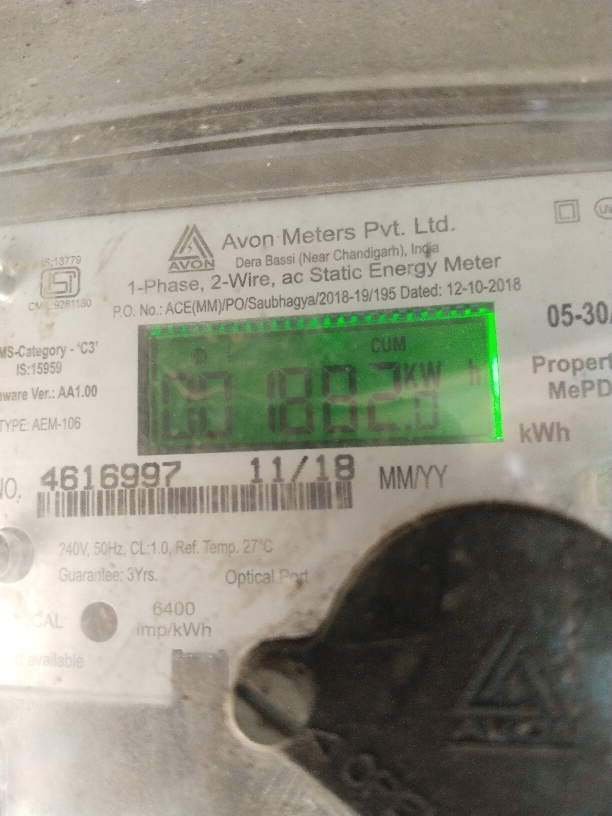 Avon Meters Pvt. Ltd.
AVON
Dera Bassi (Near Chandigarh), India
1-Phase, 2-Wire, ac Static Energy Meter
P.O. No.: ACE(MM)/PO/Saubhagya/2018-19/195 Dated: 12-10-2018
IS:13779
CM/L-9281180
MS-Category - 'C3'
IS:15959
ware Ver.: AA1.00
TYPE: AEM-106
CUM
001882.0 KW h
kWh
05-30
Propert
MePD
NO. 4616997 11/18 MM/YY
240V, 50Hz, CL:1.0, Ref. Temp. 27°C
Guarantee: 3Yrs. Optical Port
CAL
6400
imp/kWh
available
AVON